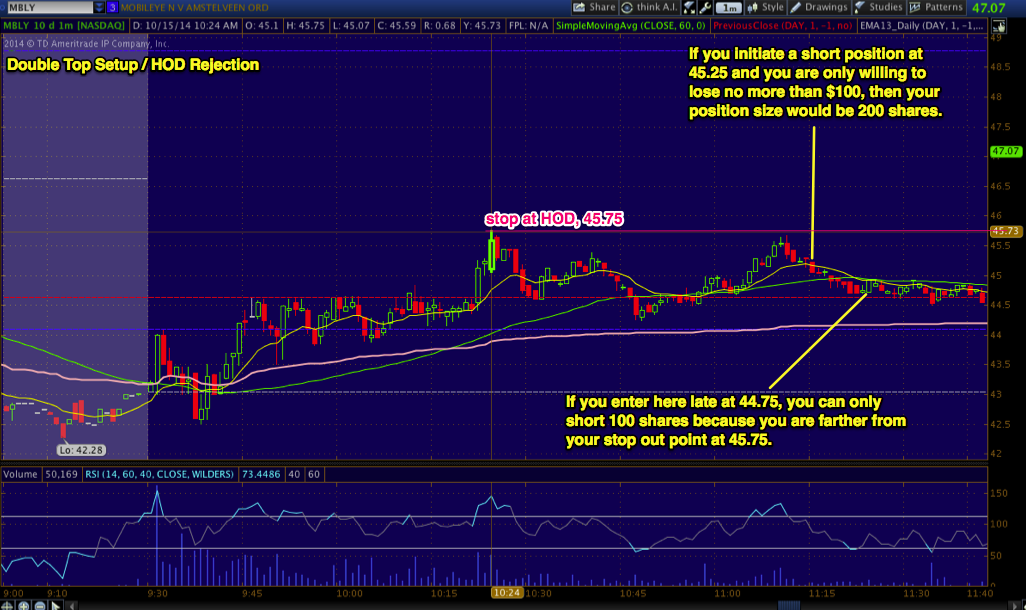 MBLY 3 MOBILEYE N V AMSTELVEEN ORD Share think A.I. 1m Style Drawings Studies Patterns 47.07
MBLY 10 d 1m [NASDAQ] D: 10/15/14 10:24 AM O: 45.1 H: 45.75 L: 45.07 C: 45.59 R: 0.68 Y: 45.73 FPL: N/A SimpleMovingAvg (CLOSE, 60, 0) PreviousClose (DAY, 1, -1, no) EMA13_Daily (DAY, 1, -1,...
2014 © TD Ameritrade IP Company, Inc.
Double Top Setup / HOD Rejection
If you initiate a short position at
45.25 and you are only willing to
lose no more than $100, then your
position size would be 200 shares.
stop at HOD, 45.75
If you enter here late at 44.75, you can only
short 100 shares because you are farther from
your stop out point at 45.75.
Lo: 42.28
49
48.5
48
47.5
47.07
46.5
46
45.73
45.5
45
44.5
44
43.5
43
42.5
42
Volume 50,169 RSI (14, 60, 40, CLOSE, WILDERS) 73.4486 40 60
150
100
50
0
9:00 9:10 9:30 9:45 10:00 10:15 10:24 10:30 10:45 11:00 11:15 11:30 11:40